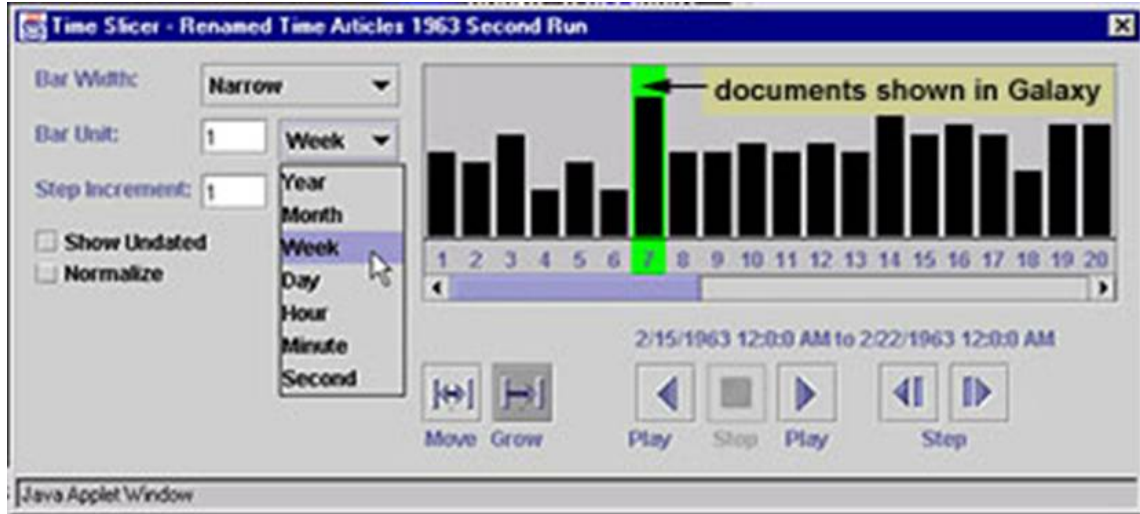 Time Slicer - Renamed Time Articles 1963 Second Run
Bar Width:
Narrow
documents shown in Galaxy
Bar Unit:
1
Week
Step Increment:
1
Year
Month
Week
Day
Hour
Minute
Second
Show Undated
Normalize
1 2 3 4 5 6 7 8 9 10 11 12 13 14 15 16 17 18 19 20
2/15/1963 12:0:0 AM to 2/22/1963 12:0:0 AM
Move Grow Play Stop Play Step
Java Applet Window